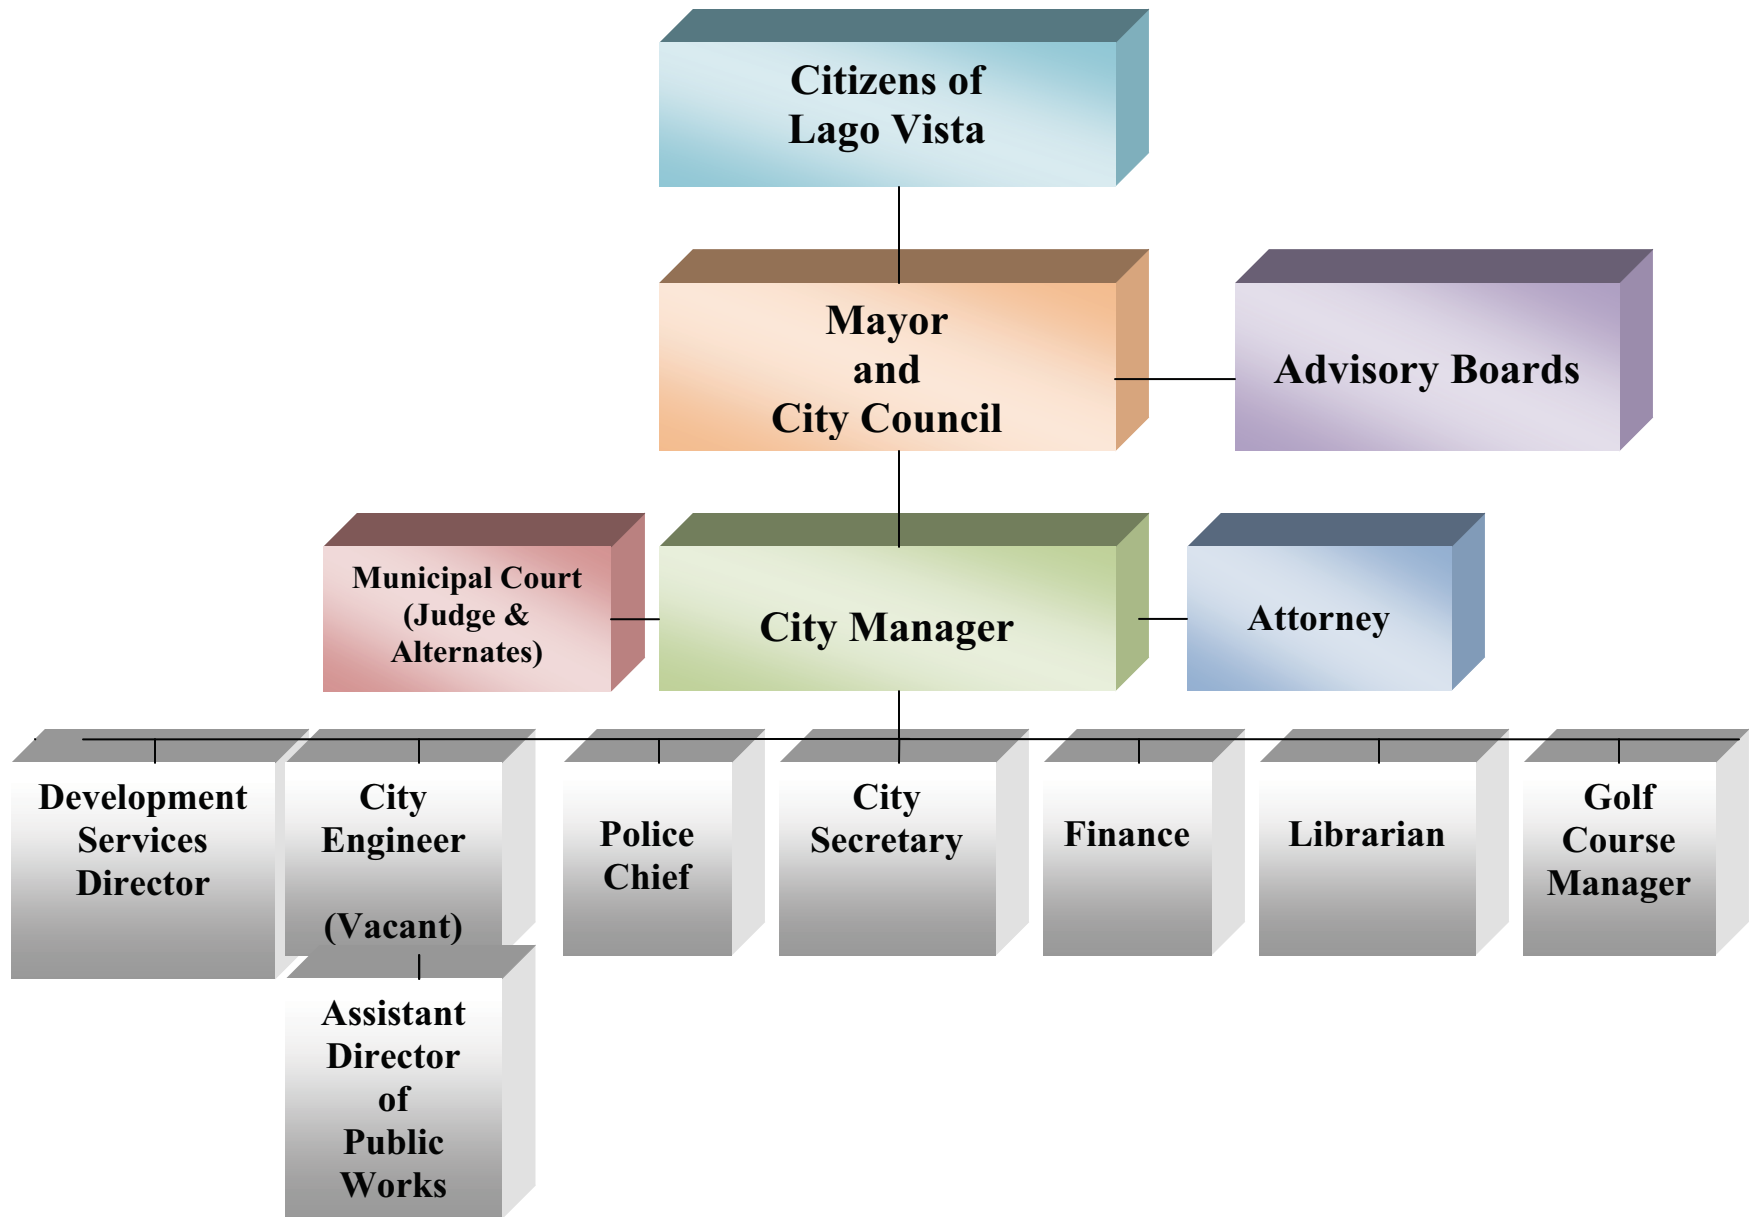 Citizens of
Lago Vista
Mayor
and
City Council
Advisory Boards
Municipal Court
(Judge &
Alternates)
City Manager
Attorney
Development
Services
Director
City
Engineer
(Vacant)
Police
Chief
City
Secretary
Finance
Librarian
Golf
Course
Manager
Assistant
Director
of
Public
Works